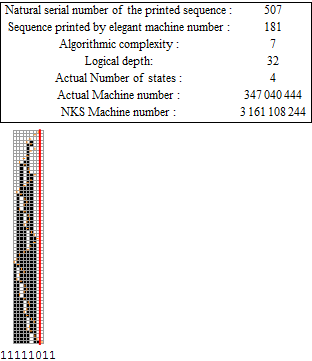 Natural serial number of the printed sequence : 507
Sequence printed by elegant machine number : 181
Algorithmic complexity : 7
Logical depth: 32
Actual Number of states : 4
Actual Machine number : 347 040 444
NKS Machine number : 3 161 108 244
11111011